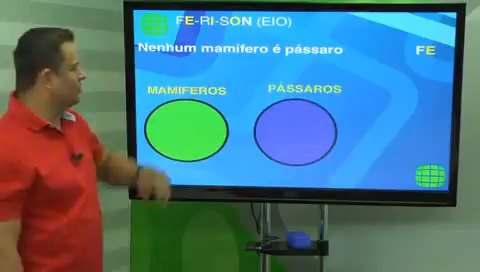 FE-RI-SON (EIO)
Nenhum mamífero é pássaro FE
MAMIFEROS PÁSSAROS